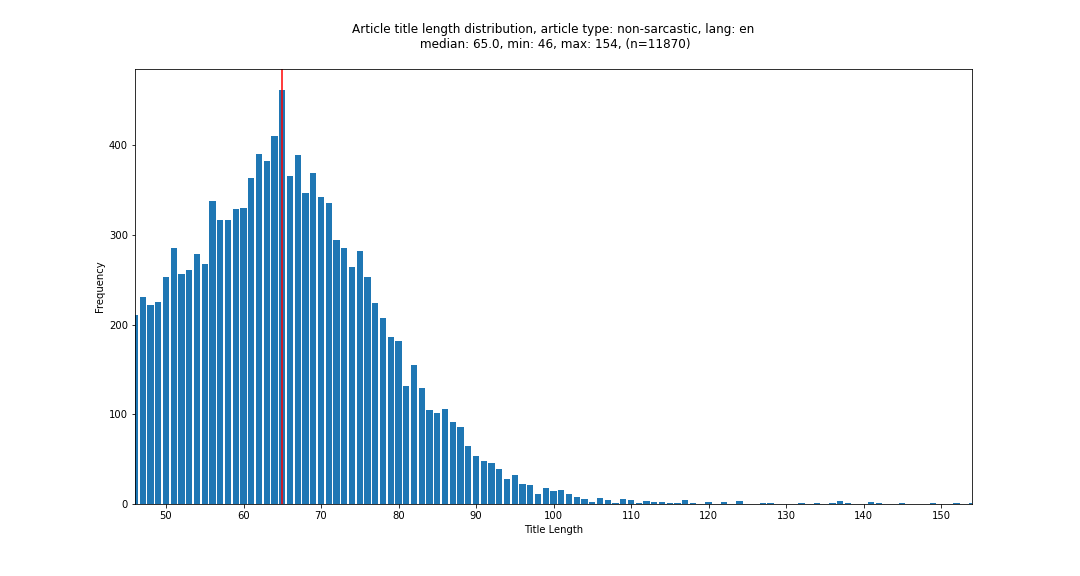 Article title length distribution, article type: non-sarcastic, lang: en
median: 65.0, min: 46, max: 154, (n=11870)
Frequency
400
300
200
100
0
50 60 70 80 90 100 110 120 130 140 150
Title Length